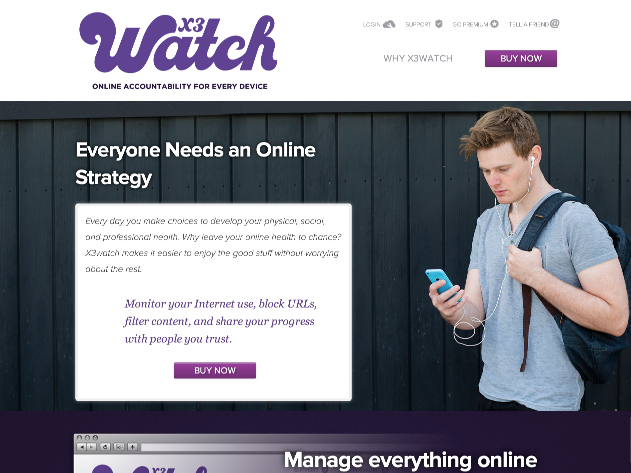 x3
Watch
ONLINE ACCOUNTABILITY FOR EVERY DEVICE
LOGIN
SUPPORT
GO PREMIUM
TELL A FRIEND @
WHY X3WATCH
BUY NOW
Everyone Needs an Online
Strategy
Every day you make choices to develop your physical, social,
and professional health. Why leave your online health to chance?
X3watch makes it easier to enjoy the good stuff without worrying
about the rest.
Monitor your Internet use, block URLs,
filter content, and share your progress
with people you trust.
BUY NOW
Manage everything online